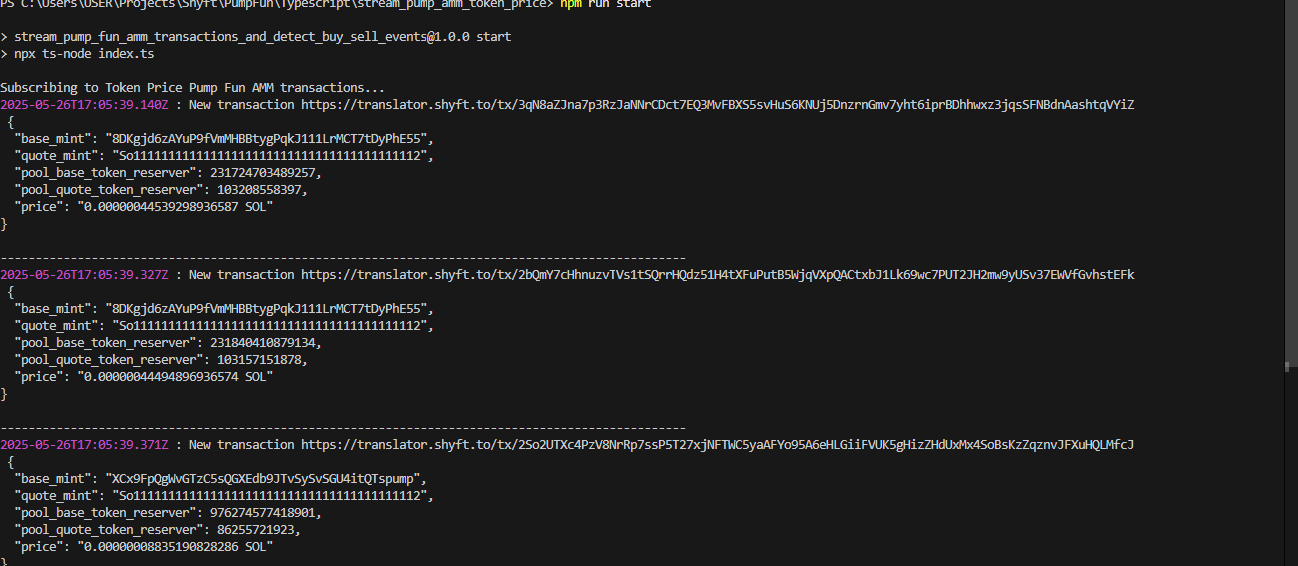 PS C:\Users\USER\Projects\Shyft\PumpFun\Typescript\stream_pump_amm_token_price> npm run start
> stream_pump_fun_amm_transactions_and_detect_buy_sell_events@1.0.0 start
> npx ts-node index.ts
Subscribing to Token Price Pump Fun AMM transactions...
2025-05-26T17:05:39.140Z : New transaction https://translator.shyft.to/tx/3qN8aZJna7p3RzJaNNrCDct7EQ3MvFBXS5svHuS6KNUj5DnzrnGmv7yht6iprBDhhwxz3jqsSFNBdnAashtqVYiZ
{
"base_mint": "8DKgjd6zAYuP9fVmMHBBtygPqkJ111LrMCT7tDyPhE55",
"quote_mint": "So11111111111111111111111111111111111111112",
"pool_base_token_reserver": 231724703489257,
"pool_quote_token_reserver": 103208558397,
"price": "0.00000044539298936587 SOL"
}
--------------------------------------------------------------------------------------------------
2025-05-26T17:05:39.327Z : New transaction https://translator.shyft.to/tx/2bQmY7cHhnuzvTVs1tSQrrHQdz51H4tXFuPutB5WjqVXpQACtxbJ1Lk69wc7PUT2JH2mw9yUSv37EWVfGvhstEFk
{
"base_mint": "8DKgjd6zAYuP9fVmMHBBtygPqkJ111LrMCT7tDyPhE55",
"quote_mint": "So11111111111111111111111111111111111111112",
"pool_base_token_reserver": 231840410879134,
"pool_quote_token_reserver": 103157151878,
"price": "0.00000044494896936574 SOL"
}
--------------------------------------------------------------------------------------------------
2025-05-26T17:05:39.371Z : New transaction https://translator.shyft.to/tx/2So2UTXc4PzV8NrRp7ssP5T27xjNFTWC5yaAFYo95A6eHLGiiFVUK5gHizZHdUxMx4SoBsKzZqznvJFXuHQLMfcJ
{
"base_mint": "XCx9FpQgWvGTzC5sQGXEdb9JTvSySvSGU4itQTspump",
"quote_mint": "So11111111111111111111111111111111111111112",
"pool_base_token_reserver": 976274577418901,
"pool_quote_token_reserver": 86255721923,
"price": "0.00000008835190828286 SOL"
}